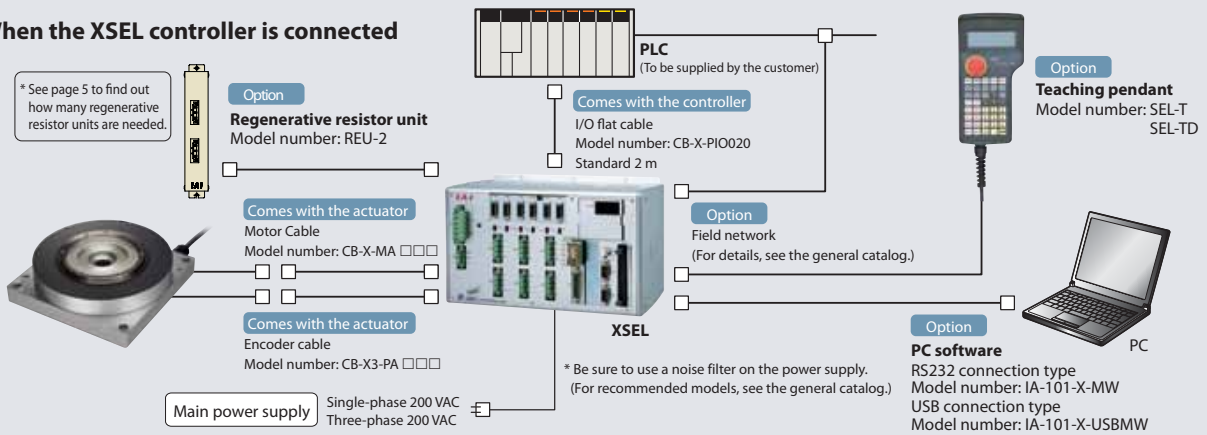 When the XSEL controller is connected
* See page 5 to find out
how many regenerative
resistor units are needed.
Option
Regenerative resistor unit
Model number: REU-2
PLC
(To be supplied by the customer)
Comes with the controller
I/O flat cable
Model number: CB-X-PIO020
Standard 2 m
Option
Teaching pendant
Model number: SEL-T
SEL-TD
Comes with the actuator
Motor Cable
Model number: CB-X-MA □□□
Comes with the actuator
Encoder cable
Model number: CB-X3-PA □□□
Option
Field network
(For details, see the general catalog.)
XSEL
* Be sure to use a noise filter on the power supply.
(For recommended models, see the general catalog.)
Main power supply
Single-phase 200 VAC
Three-phase 200 VAC
Option
PC software
RS232 connection type
Model number: IA-101-X-MW
USB connection type
Model number: IA-101-X-USBMW
PC